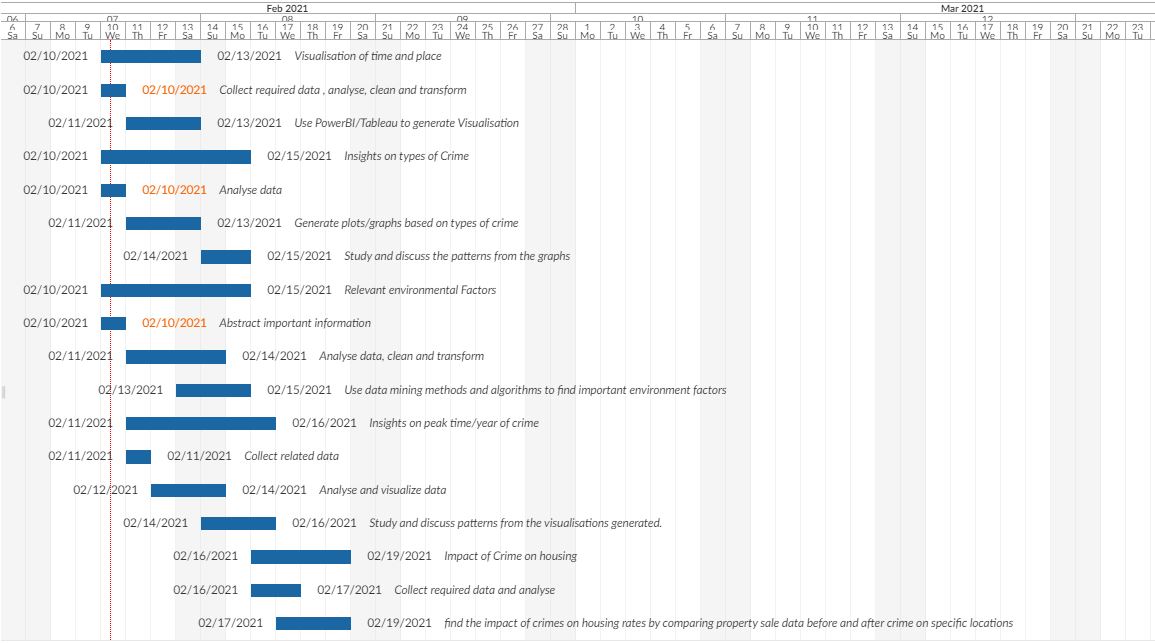 Feb 2021 Mar 2021
06 07 08 09 10 11 12
6 7 8 9 10 11 12 13 14 15 16 17 18 19 20 21 22 23 24 25 26 27 28 1 2 3 4 5 6 7 8 9 10 11 12 13 14 15 16 17 18 19 20 21 22 23
Sa Su Mo Tu We Th Fr Sa Su Mo Tu We Th Fr Sa Su Mo Tu We Th Fr Sa Su Mo Tu We Th Fr Sa Su Mo Tu We Th Fr Sa Su Mo Tu We Th Fr Sa Su Mo Tu
02/10/2021 02/13/2021 Visualisation of time and place
02/10/2021 02/10/2021 Collect required data , analyse, clean and transform
02/11/2021 02/13/2021 Use PowerBI/Tableau to generate Visualisation
02/10/2021 02/15/2021 Insights on types of Crime
02/10/2021 02/10/2021 Analyse data
02/11/2021 02/13/2021 Generate plots/graphs based on types of crime
02/14/2021 02/15/2021 Study and discuss the patterns from the graphs
02/10/2021 02/15/2021 Relevant environmental Factors
02/10/2021 02/10/2021 Abstract important information
02/11/2021 02/14/2021 Analyse data, clean and transform
02/13/2021 02/15/2021 Use data mining methods and algorithms to find important environment factors
02/11/2021 02/16/2021 Insights on peak time/year of crime
02/11/2021 02/11/2021 Collect related data
02/12/2021 02/14/2021 Analyse and visualize data
02/14/2021 02/16/2021 Study and discuss patterns from the visualisations generated.
02/16/2021 02/19/2021 Impact of Crime on housing
02/16/2021 02/17/2021 Collect required data and analyse
02/17/2021 02/19/2021 find the impact of crimes on housing rates by comparing property sale data before and after crime on specific locations